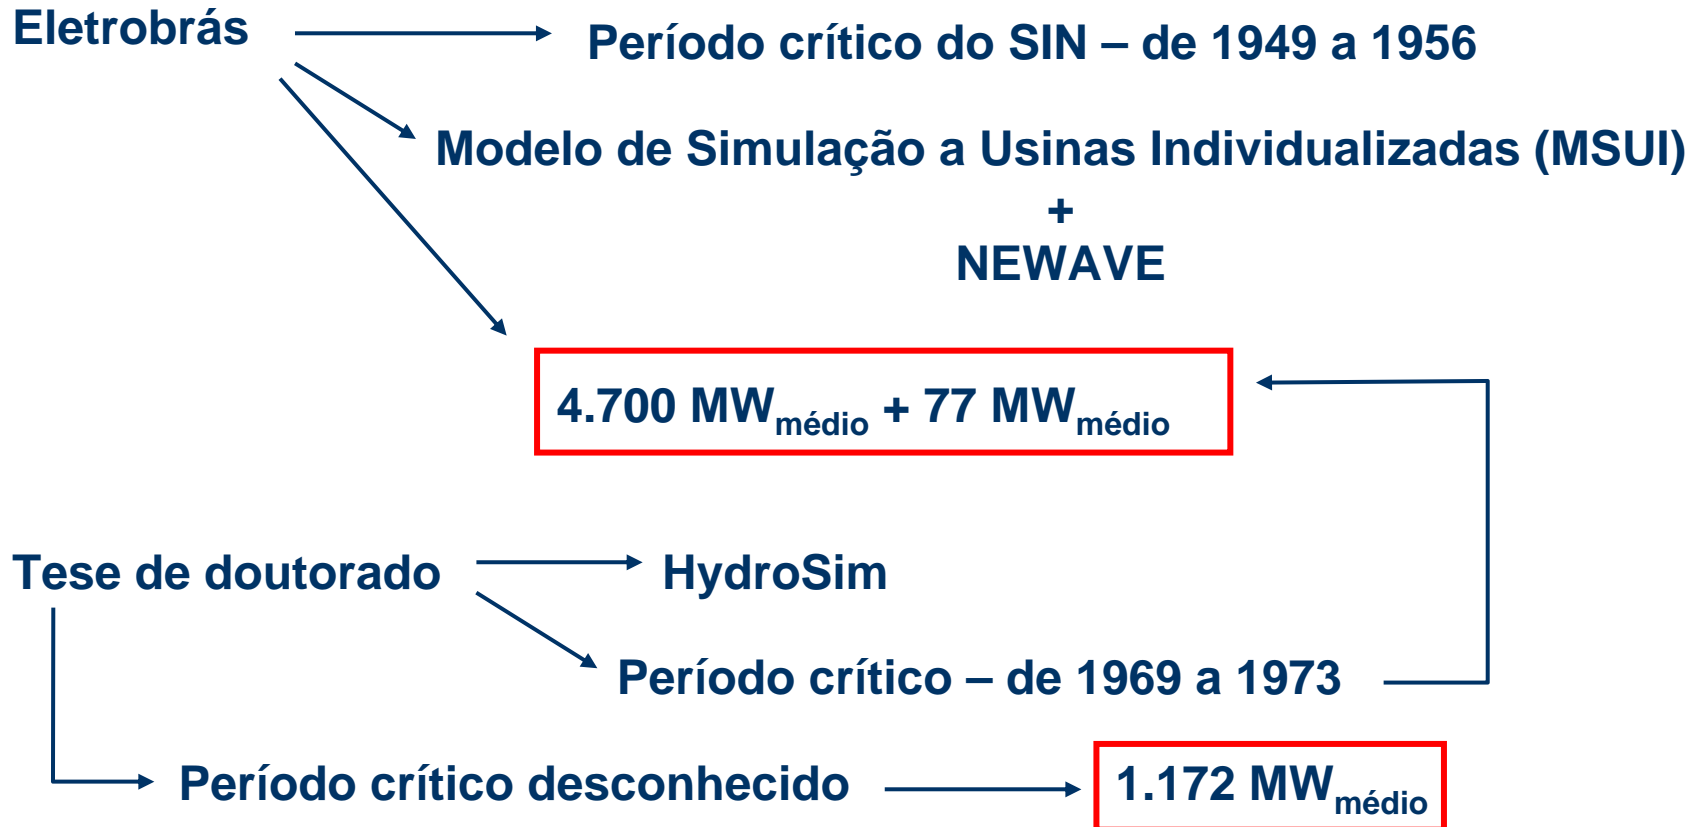 Eletrobrás
Período crítico do SIN – de 1949 a 1956
Modelo de Simulação a Usinas Individualizadas (MSUI)
+
NEWAVE
4.700 MWmédio + 77 MWmédio
Tese de doutorado
HydroSim
Período crítico – de 1969 a 1973
Período crítico desconhecido
1.172 MWmédio